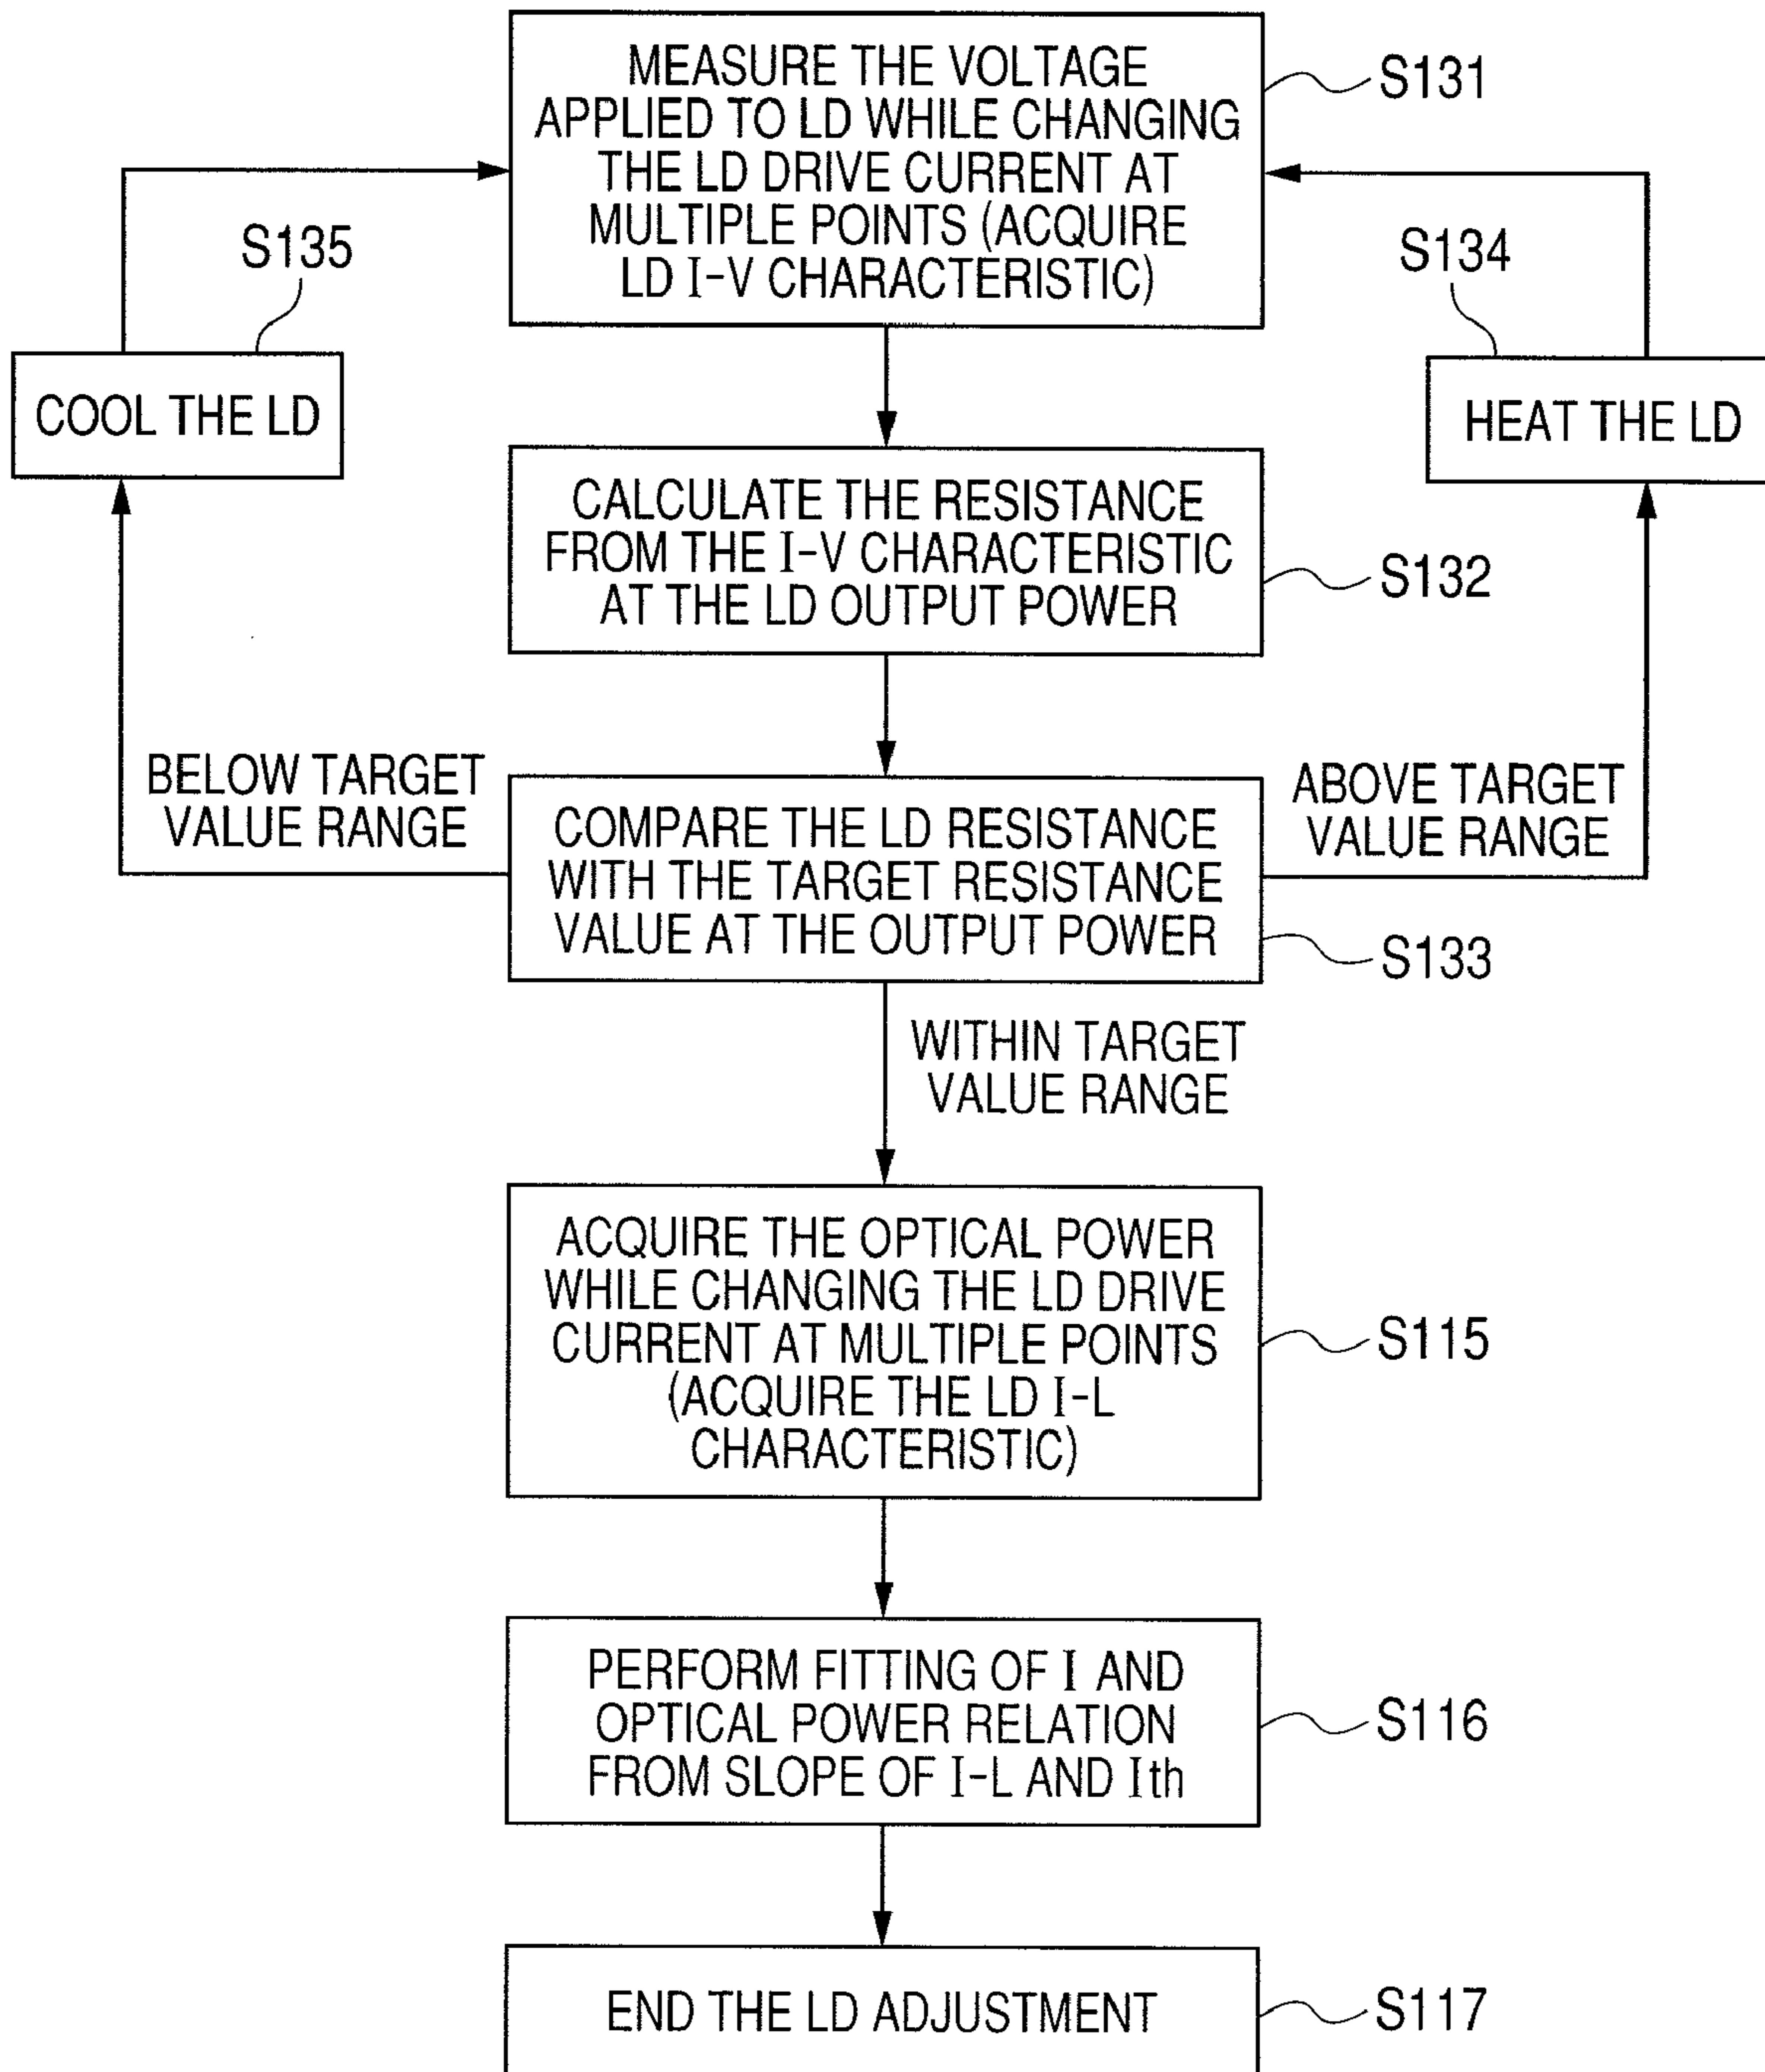 MEASURE THE VOLTAGE
APPLIED TO LD WHILE CHANGING
THE LD DRIVE CURRENT AT
MULTIPLE POINTS (ACQUIRE
LD I-V CHARACTERISTIC)
S131
S135
S134
COOL THE LD
HEAT THE LD
CALCULATE THE RESISTANCE
FROM THE I-V CHARACTERISTIC
AT THE LD OUTPUT POWER
S132
BELOW TARGET
VALUE RANGE
ABOVE TARGET
VALUE RANGE
COMPARE THE LD RESISTANCE
WITH THE TARGET RESISTANCE
VALUE AT THE OUTPUT POWER
S133
WITHIN TARGET
VALUE RANGE
ACQUIRE THE OPTICAL POWER
WHILE CHANGING THE LD DRIVE
CURRENT AT MULTIPLE POINTS
(ACQUIRE THE LD I-L
CHARACTERISTIC)
S115
PERFORM FITTING OF I AND
OPTICAL POWER RELATION
FROM SLOPE OF I-L AND Ith
S116
END THE LD ADJUSTMENT
S117